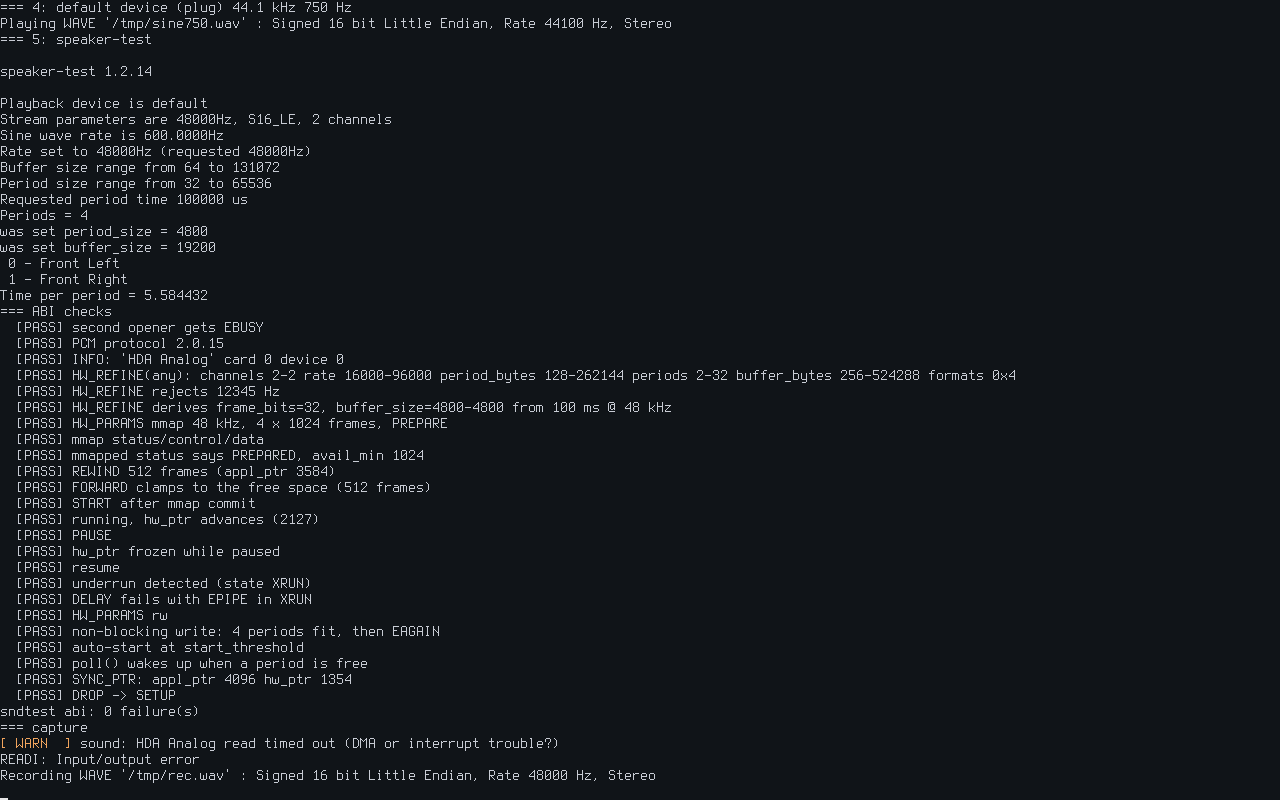 === 4: default device (plug) 44.1 kHz 750 Hz
Playing WAVE '/tmp/sine750.wav' : Signed 16 bit Little Endian, Rate 44100 Hz, Stereo
=== 5: speaker-test
speaker-test 1.2.14
Playback device is default
Stream parameters are 48000Hz, S16_LE, 2 channels
Sine wave rate is 600.0000Hz
Rate set to 48000Hz (requested 48000Hz)
Buffer size range from 64 to 131072
Period size range from 32 to 65536
Requested period time 100000 us
Periods = 4
was set period_size = 4800
was set buffer_size = 19200
0 - Front Left
1 - Front Right
Time per period = 5.584432
=== ABI checks
[PASS] second opener gets EBUSY
[PASS] PCM protocol 2.0.15
[PASS] INFO: 'HDA Analog' card 0 device 0
[PASS] HW_REFINE(any): channels 2-2 rate 16000-96000 period_bytes 128-262144 periods 2-32 buffer_bytes 256-524288 formats 0x4
[PASS] HW_REFINE rejects 12345 Hz
[PASS] HW_REFINE derives frame_bits=32, buffer_size=4800-4800 from 100 ms @ 48 kHz
[PASS] HW_PARAMS mmap 48 kHz, 4 x 1024 frames, PREPARE
[PASS] mmap status/control/data
[PASS] mmapped status says PREPARED, avail_min 1024
[PASS] REWIND 512 frames (appl_ptr 3584)
[PASS] FORWARD clamps to the free space (512 frames)
[PASS] START after mmap commit
[PASS] running, hw_ptr advances (2127)
[PASS] PAUSE
[PASS] hw_ptr frozen while paused
[PASS] resume
[PASS] underrun detected (state XRUN)
[PASS] DELAY fails with EPIPE in XRUN
[PASS] HW_PARAMS rw
[PASS] non-blocking write: 4 periods fit, then EAGAIN
[PASS] auto-start at start_threshold
[PASS] poll() wakes up when a period is free
[PASS] SYNC_PTR: appl_ptr 4096 hw_ptr 1354
[PASS] DROP -> SETUP
sndtest abi: 0 failure(s)
=== capture
[ WARN  ] sound: HDA Analog read timed out (DMA or interrupt trouble?)
READI: Input/output error
Recording WAVE '/tmp/rec.wav' : Signed 16 bit Little Endian, Rate 48000 Hz, Stereo